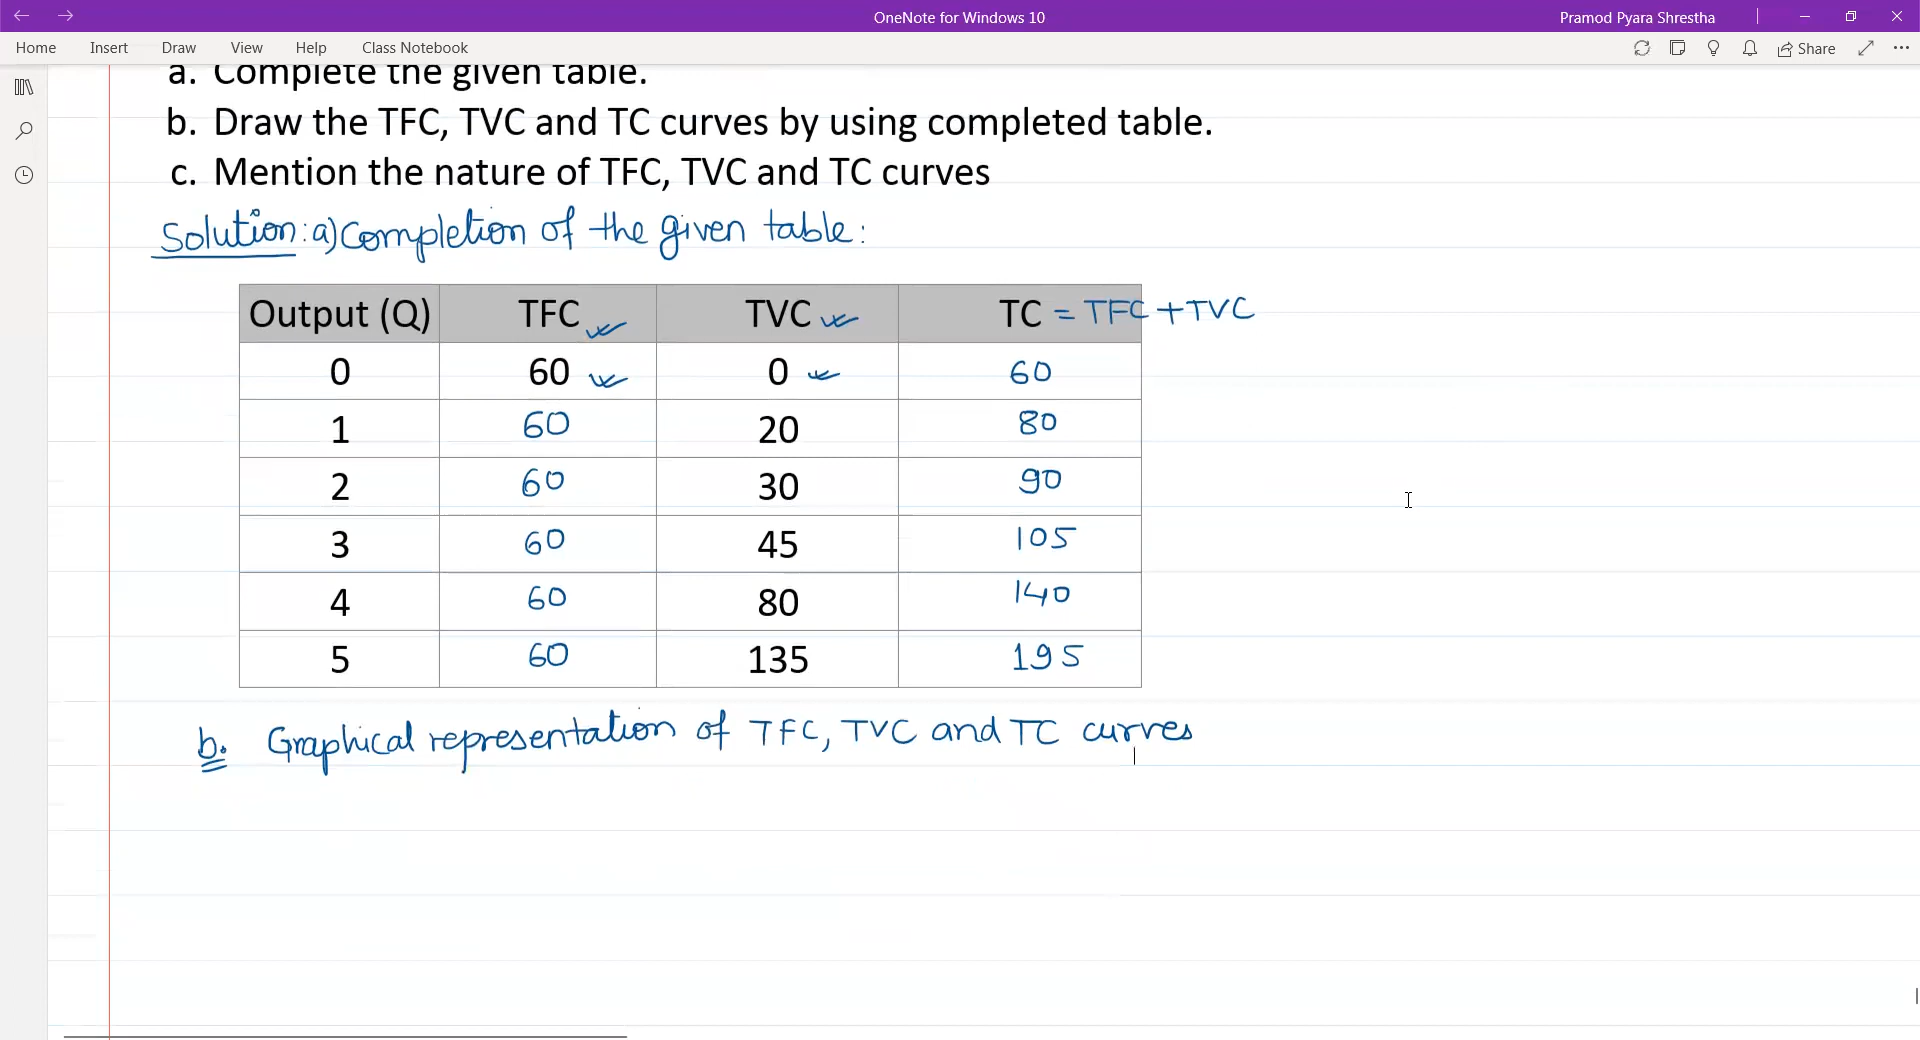 OneNote for Windows 10
Pramod Pyara Shrestha
Home Insert Draw View Help Class Notebook
Share
a. Complete the given table.
b. Draw the TFC, TVC and TC curves by using completed table.
c. Mention the nature of TFC, TVC and TC curves
Solution: a) Completion of the given table:
Output (Q) TFC TVC TC = TFC + TVC
0 60 0 60
1 60 20 80
2 60 30 90
3 60 45 105
4 60 80 140
5 60 135 195
b. Graphical representation of TFC, TVC and TC curves